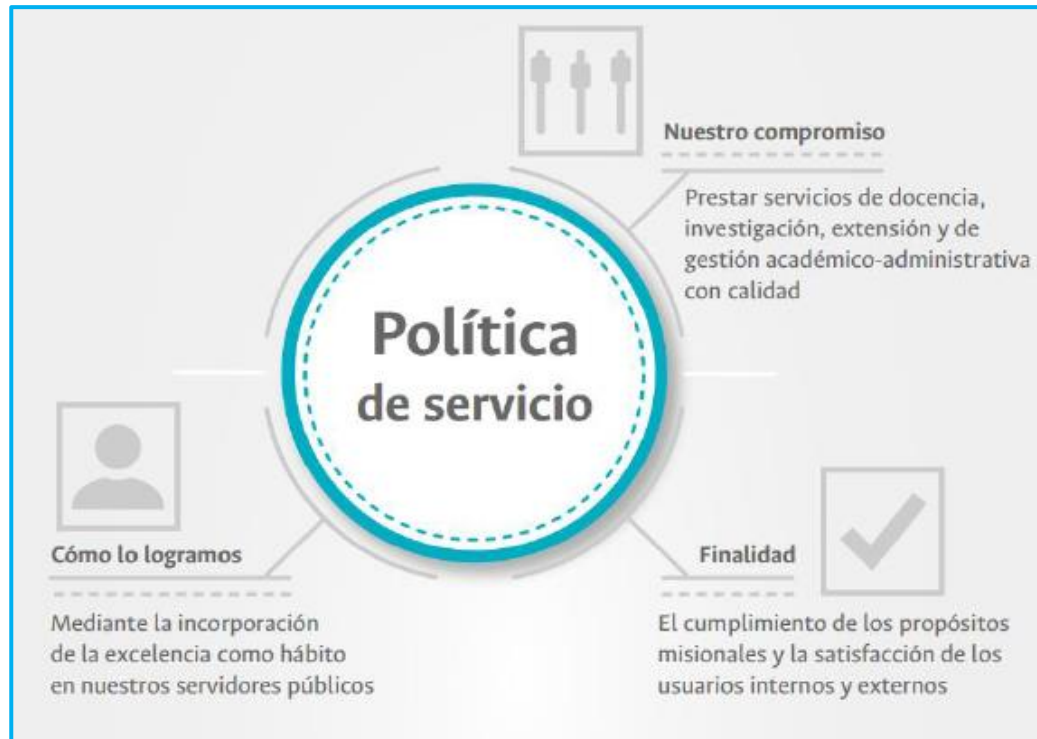 Nuestro compromiso
Prestar servicios de docencia,
investigación, extensión y de
gestión académico-administrativa
con calidad
Política
de servicio
Cómo lo logramos
Mediante la incorporación
de la excelencia como hábito
en nuestros servidores públicos
Finalidad
El cumplimiento de los propósitos
misionales y la satisfacción de los
usuarios internos y externos